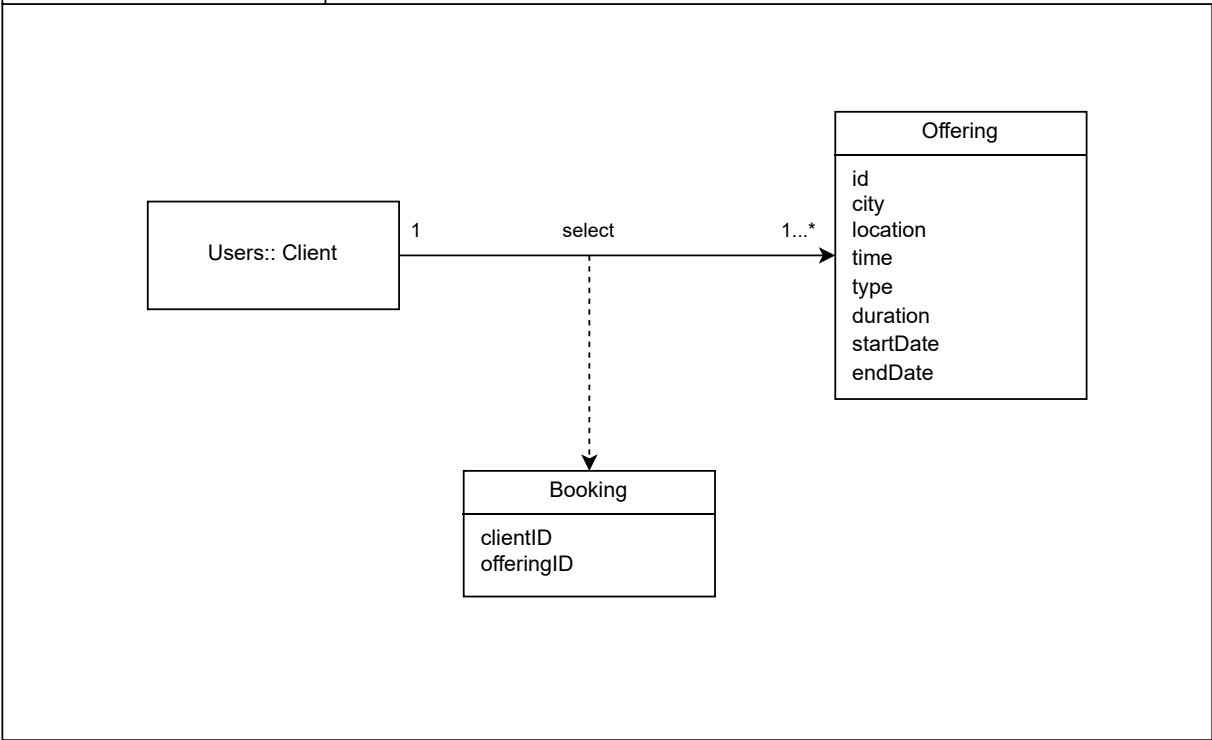 Offering
id
city
location
time
type
duration
startDate
endDate
Users:: Client
1
select
1...*
Booking
clientID
offeringID